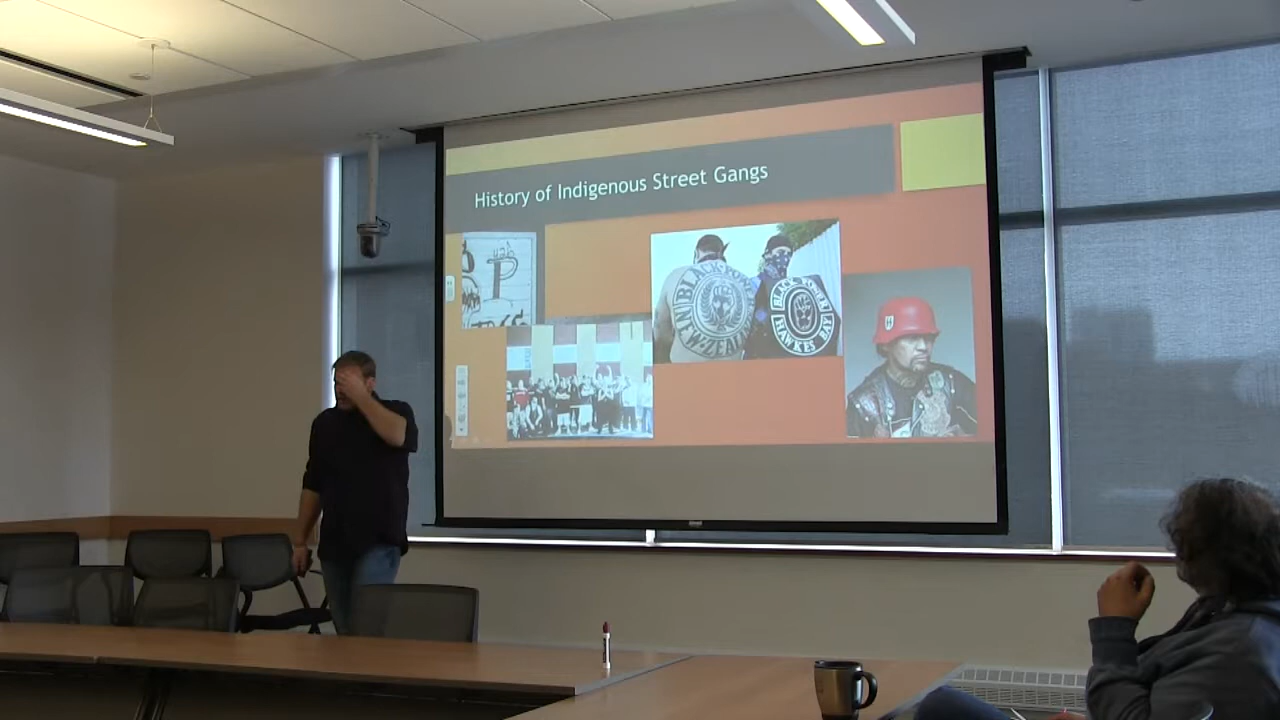 History of Indigenous Street Gangs
P
BLACK POWER
NEW ZEALAND
BLACK POWER
HAWKES BAY